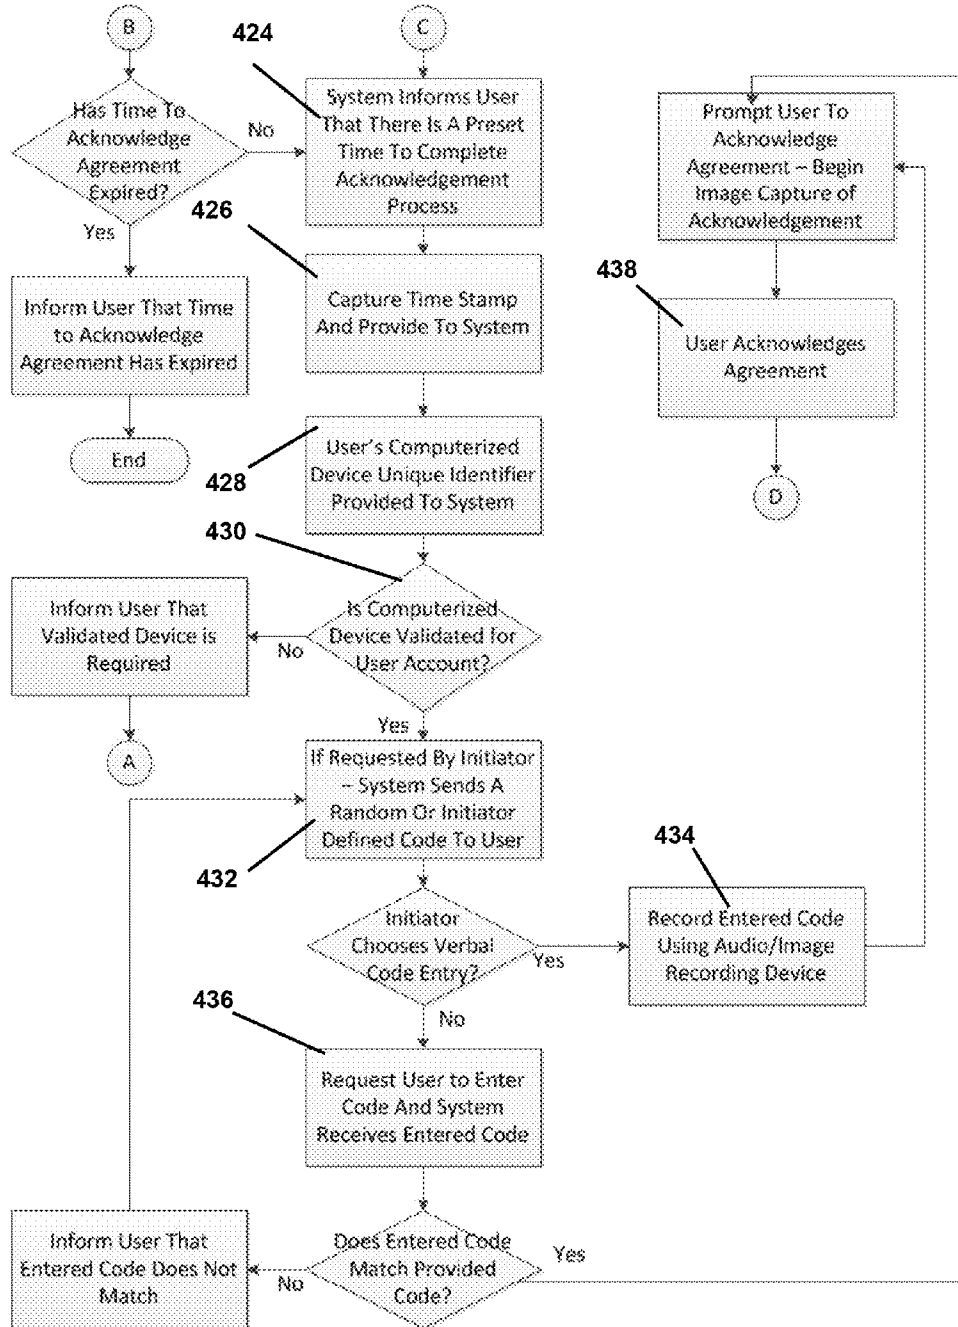 B
Has Time To
Acknowledge
Agreement
Expired?
No
Yes
Inform User That Time
to Acknowledge
Agreement Has Expired
End
C
424
System Informs User
That There Is A Preset
Time To Complete
Acknowledgement
Process
426
Capture Time Stamp
And Provide To System
428
User's Computerized
Device Unique Identifier
Provided To System
430
Is Computerized
Device Validated for
User Account?
No
Inform User That
Validated Device is
Required
A
Yes
If Requested By Initiator
– System Sends A
Random Or Initiator
Defined Code To User
432
Initiator
Chooses Verbal
Code Entry?
Yes
434
Record Entered Code
Using Audio/Image
Recording Device
No
436
Request User to Enter
Code And System
Receives Entered Code
Does Entered Code
Match Provided
Code?
No
Inform User That
Entered Code Does Not
Match
Yes
Prompt User To
Acknowledge
Agreement – Begin
Image Capture of
Acknowledgement
438
User Acknowledges
Agreement
D